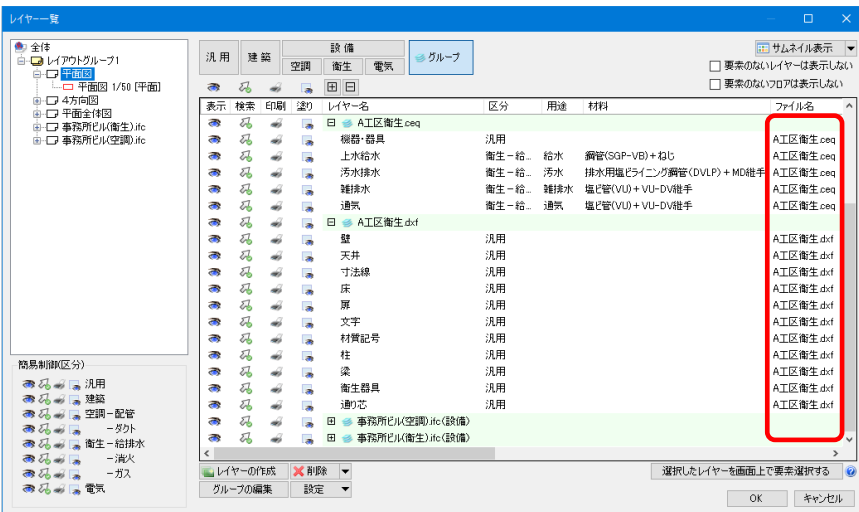 レイヤー一覧
全体
レイアウトグループ1
平面図
平面図 1/50 [平面]
4方向図
平面全体図
事務所ビル(衛生).ifc
事務所ビル(空調).ifc
簡易制御(区分)
汎用
建築
空調－配管
－ダクト
衛生－給排水
－消火
－ガス
電気
汎用 建築 設備 グループ
空調 衛生 電気
サムネイル表示
要素のないレイヤーは表示しない
要素のないフロアは表示しない
表示 検索 印刷 塗り レイヤー名 区分 用途 材料 ファイル名
A工区衛生.ceq
機器・器具 汎用 A工区衛生.ceq
上水給水 衛生－給... 給水 鋼管(SGP-VB)+ねじ A工区衛生.ceq
汚水排水 衛生－給... 汚水 排水用塩ビライニング鋼管(DVLP)+MD継手 A工区衛生.ceq
雑排水 衛生－給... 雑排水 塩ビ管(VU)+VU-DV継手 A工区衛生.ceq
通気 衛生－給... 通気 塩ビ管(VU)+VU-DV継手 A工区衛生.ceq
A工区衛生.dxf
壁 汎用 A工区衛生.dxf
天井 汎用 A工区衛生.dxf
寸法線 汎用 A工区衛生.dxf
床 汎用 A工区衛生.dxf
扉 汎用 A工区衛生.dxf
文字 汎用 A工区衛生.dxf
材質記号 汎用 A工区衛生.dxf
柱 汎用 A工区衛生.dxf
梁 汎用 A工区衛生.dxf
衛生器具 汎用 A工区衛生.dxf
通り芯 汎用 A工区衛生.dxf
事務所ビル(空調).ifc(設備)
事務所ビル(衛生).ifc(設備)
レイヤーの作成 削除
グループの編集 設定
選択したレイヤーを画面上で要素選択する
OK キャンセル